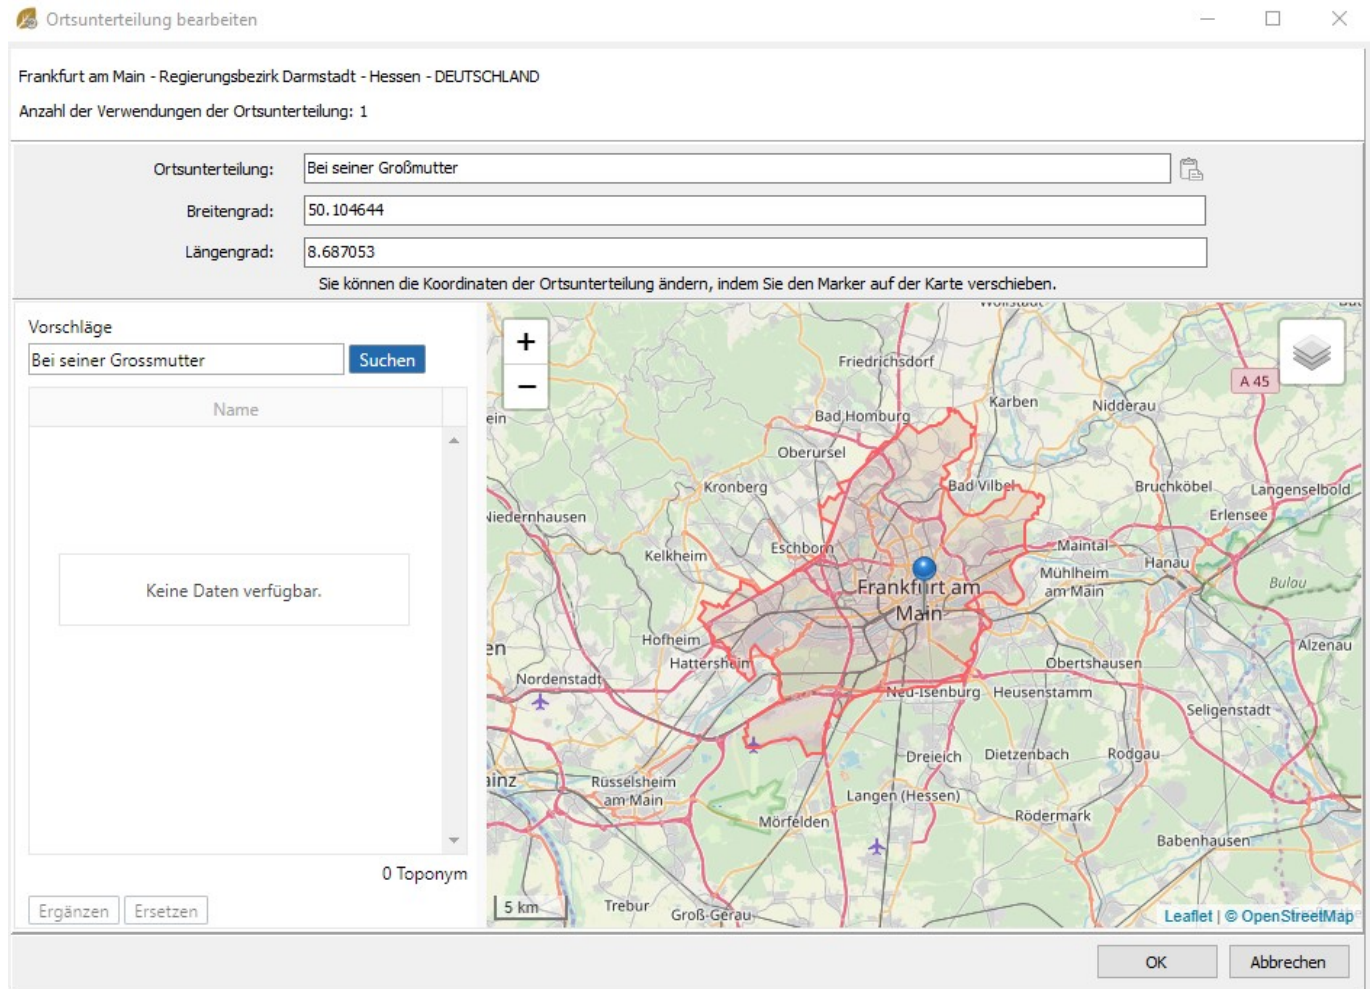 Ortsunterteilung bearbeiten
Frankfurt am Main - Regierungsbezirk Darmstadt - Hessen - DEUTSCHLAND
Anzahl der Verwendungen der Ortsunterteilung: 1
Ortsunterteilung: Bei seiner Großmutter
Breitengrad: 50.104644
Längengrad: 8.687053
Sie können die Koordinaten der Ortsunterteilung ändern, indem Sie den Marker auf der Karte verschieben.
Vorschläge
Bei seiner Grossmutter Suchen
Name
Keine Daten verfügbar.
0 Toponym
Ergänzen Ersetzen
+
−
Friedrichsdorf
A 45
Karben
Nidderau
Bad Homburg
ein
Oberursel
Kronberg
Bad Vilbel
Bruchköbel
Langenselbold
Niedernhausen
Erlensee
Eschborn
Maintal
Kelkheim
Hanau
Mühlheim
am Main
Bulau
Frankfurt am
Main
Hofheim
en
Alzenau
Hattersheim
Obertshausen
Nordenstadt
Neu-Isenburg
Heusenstamm
Seligenstadt
Dreieich
Dietzenbach
Rodgau
ainz
Rüsselsheim
am Main
Langen (Hessen)
Mörfelden
Rödermark
Babenhausen
5 km
Trebur
Groß-Gerau
Leaflet | © OpenStreetMap
OK Abbrechen